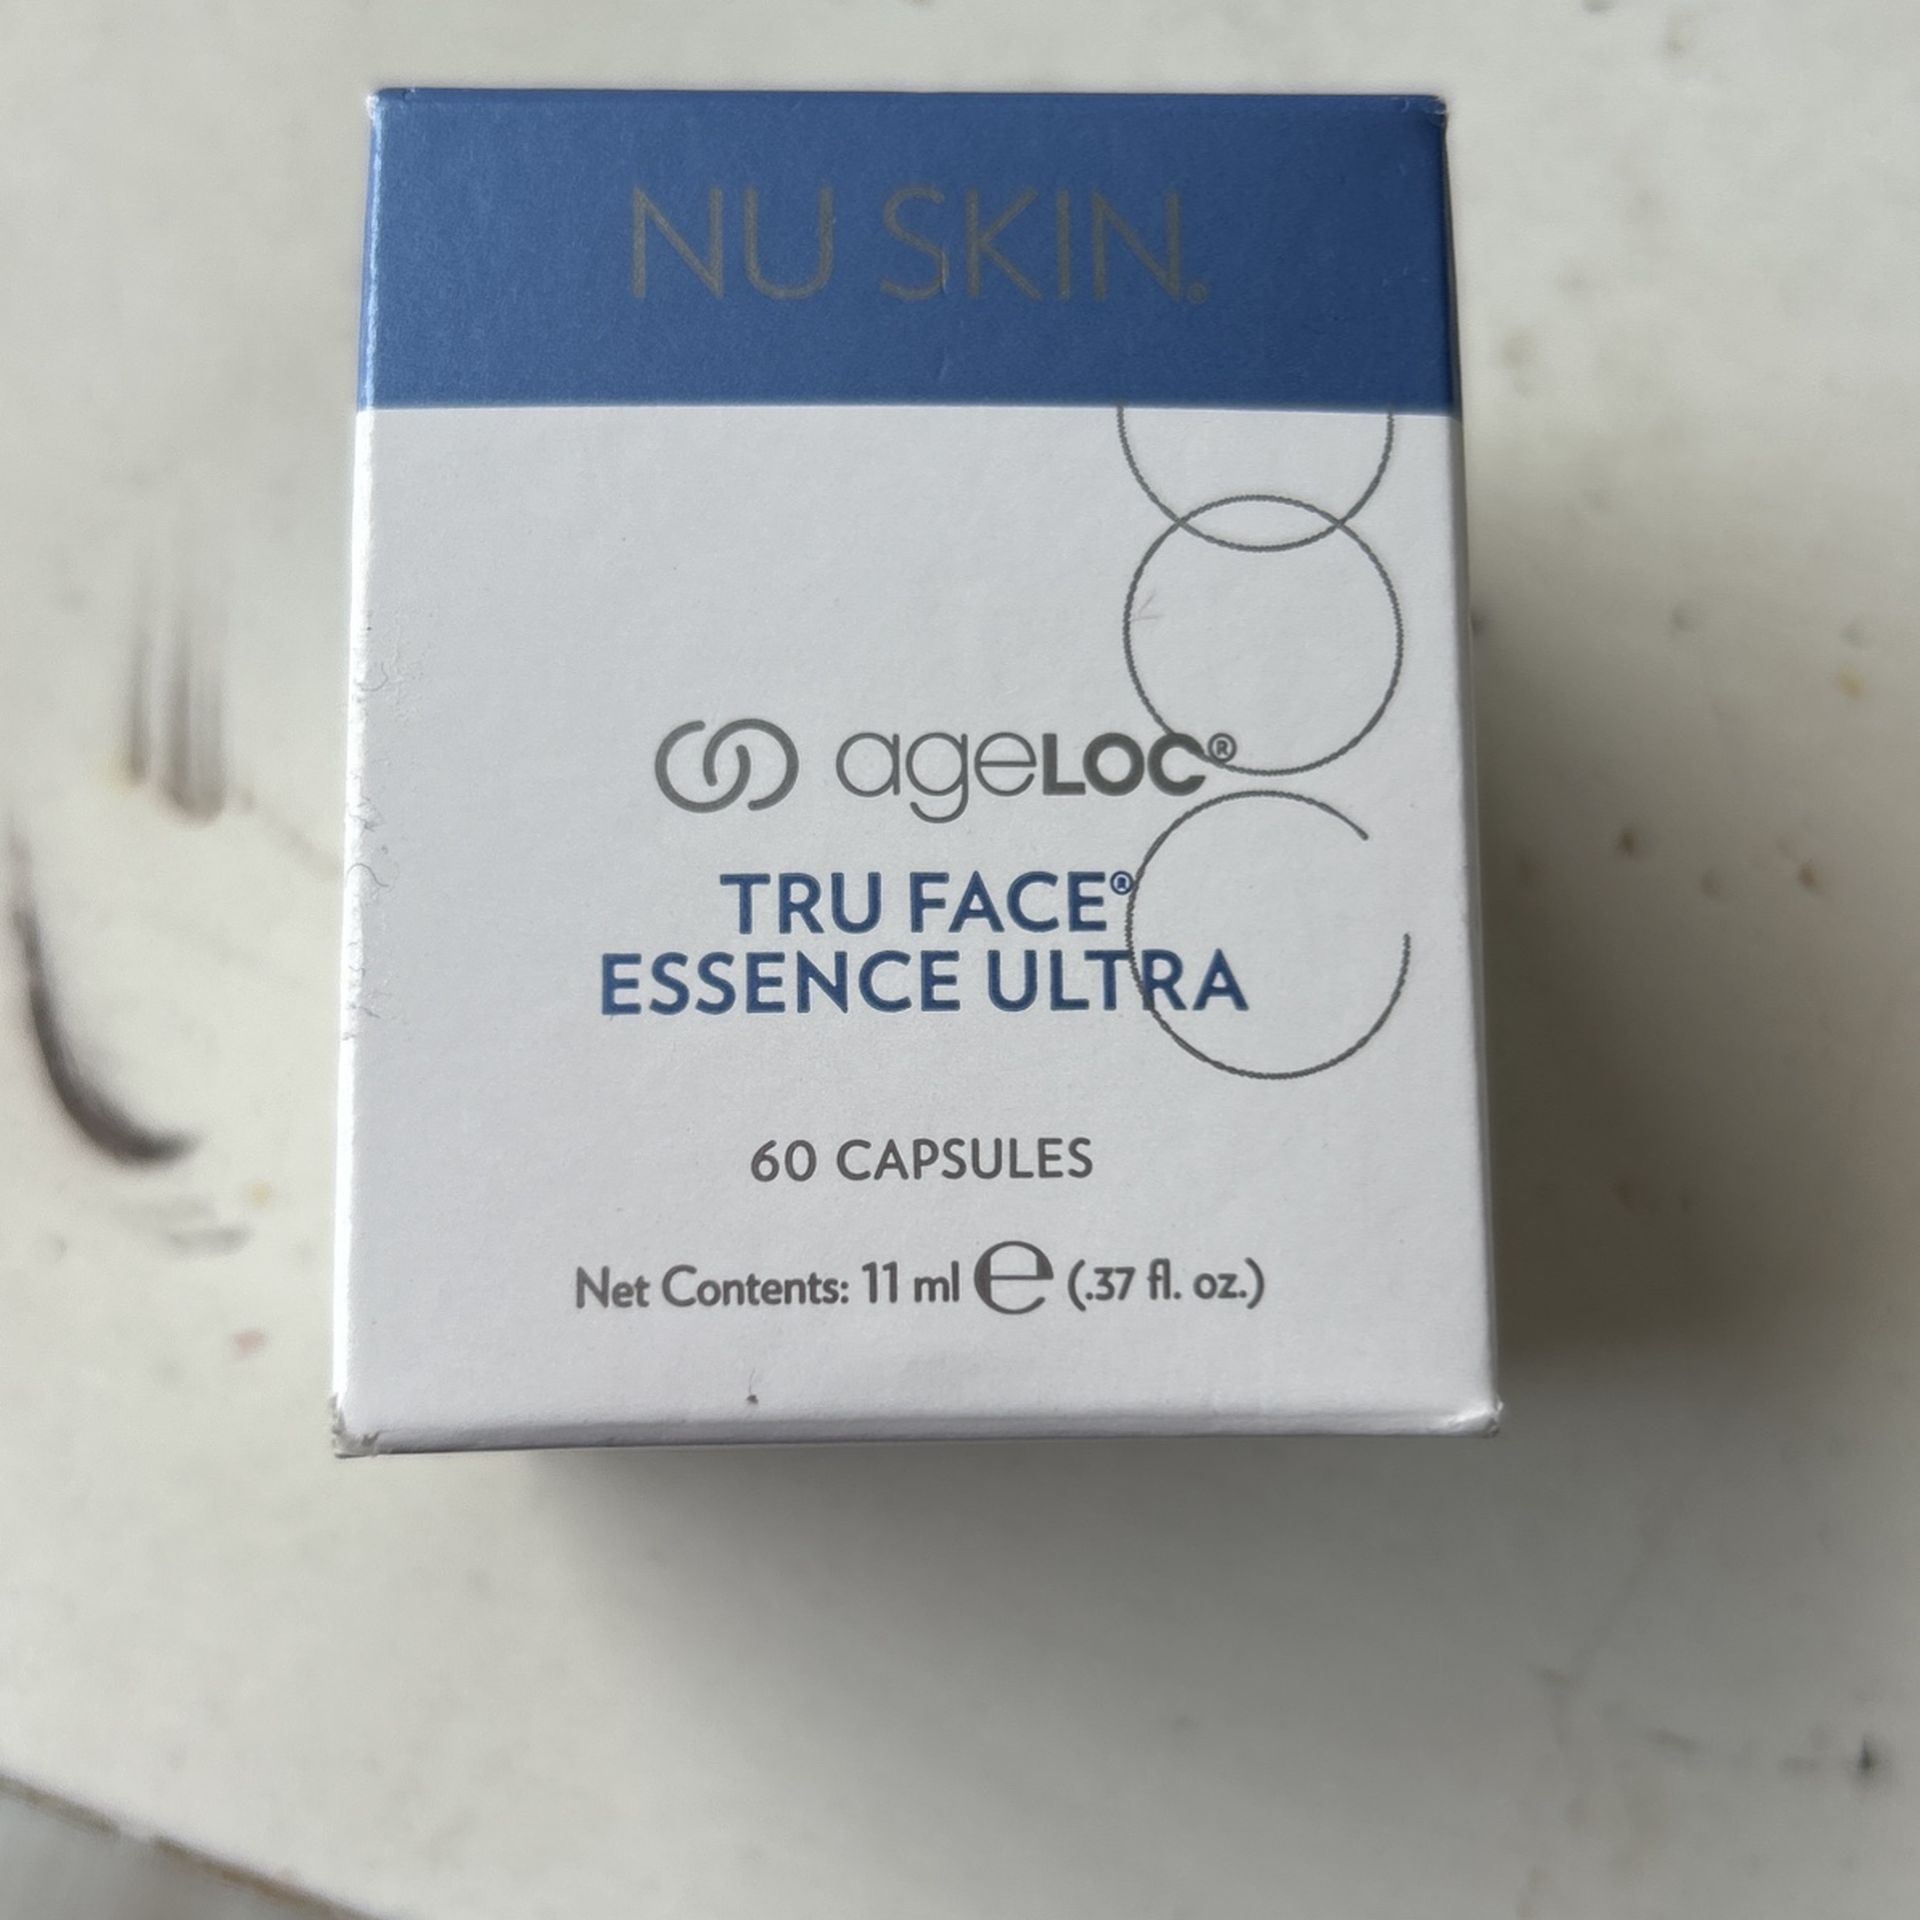 NU SKIN®
ageLOC®
TRU FACE®
ESSENCE ULTRA
60 CAPSULES
Net Contents: 11 ml ℮ (.37 fl. oz.)